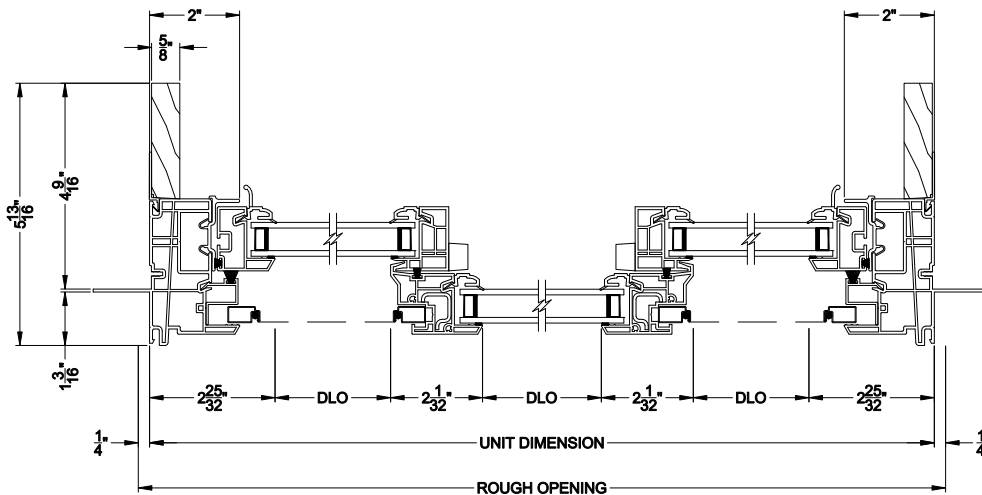 2" 2"
5/8"
4 9/16"
5 13/16"
1 3/16"
2 25/32" DLO 2 1/32" DLO 2 1/32" DLO 2 25/32"
1/4" UNIT DIMENSION 1/4"
ROUGH OPENING